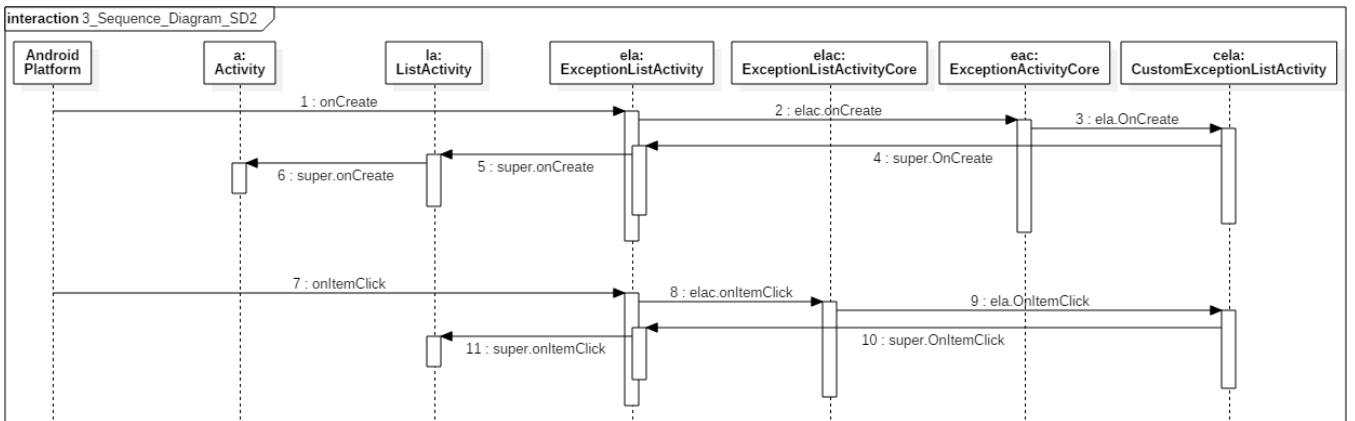 interaction 3_Sequence_Diagram_SD2
Android
Platform
a:
Activity
la:
ListActivity
ela:
ExceptionListActivity
elac:
ExceptionListActivityCore
eac:
ExceptionActivityCore
cela:
CustomExceptionListActivity
1 : onCreate
2 : elac.onCreate
3 : ela.OnCreate
4 : super.OnCreate
5 : super.onCreate
6 : super.onCreate
7 : onItemClick
8 : elac.onItemClick
9 : ela.OnItemClick
10 : super.OnItemClick
11 : super.onItemClick